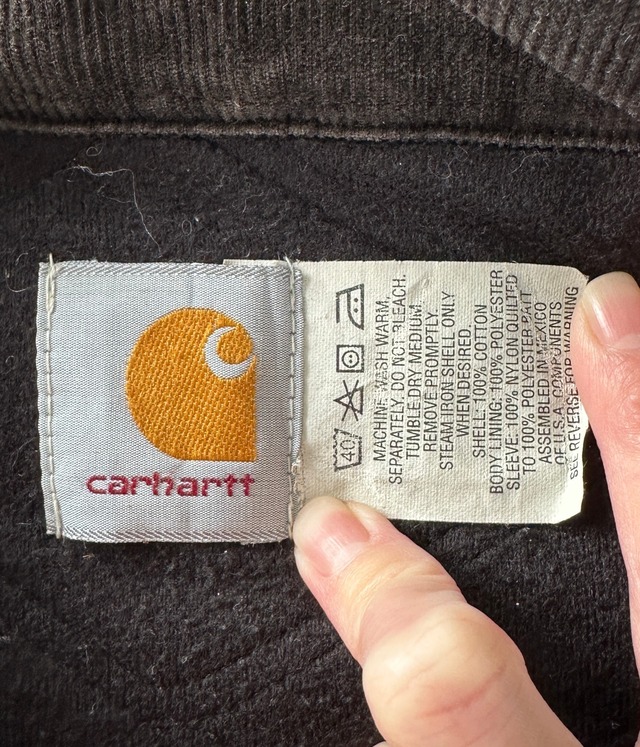 carhartt
40
MACHINE WASH WARM,
SEPARATELY. DO NOT BLEACH.
TUMBLE DRY MEDIUM.
REMOVE PROMPTLY.
STEAM IRON SHELL ONLY
WHEN DESIRED.
SHELL: 100% COTTON
BODY LINING: 100% POLYESTER
SLEEVE: 100% NYLON QUILTED
TO 100% POLYESTER BATT
ASSEMBLED IN MEXICO
OF U.S.A. COMPONENTS
SEE REVERSE FOR WARNING